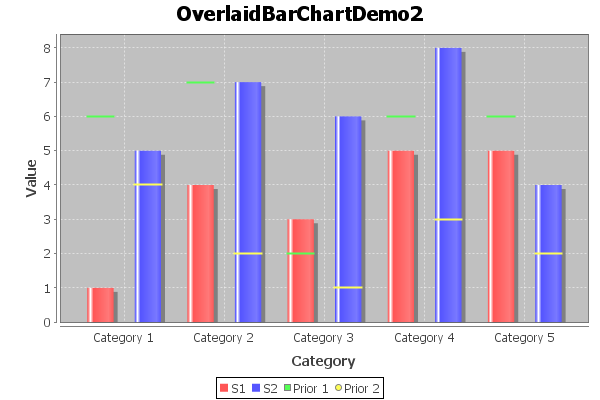 OverlaidBarChartDemo2
Value
8
7
6
5
4
3
2
1
0
Category 1 Category 2 Category 3 Category 4 Category 5
Category
S1 S2 Prior 1 Prior 2